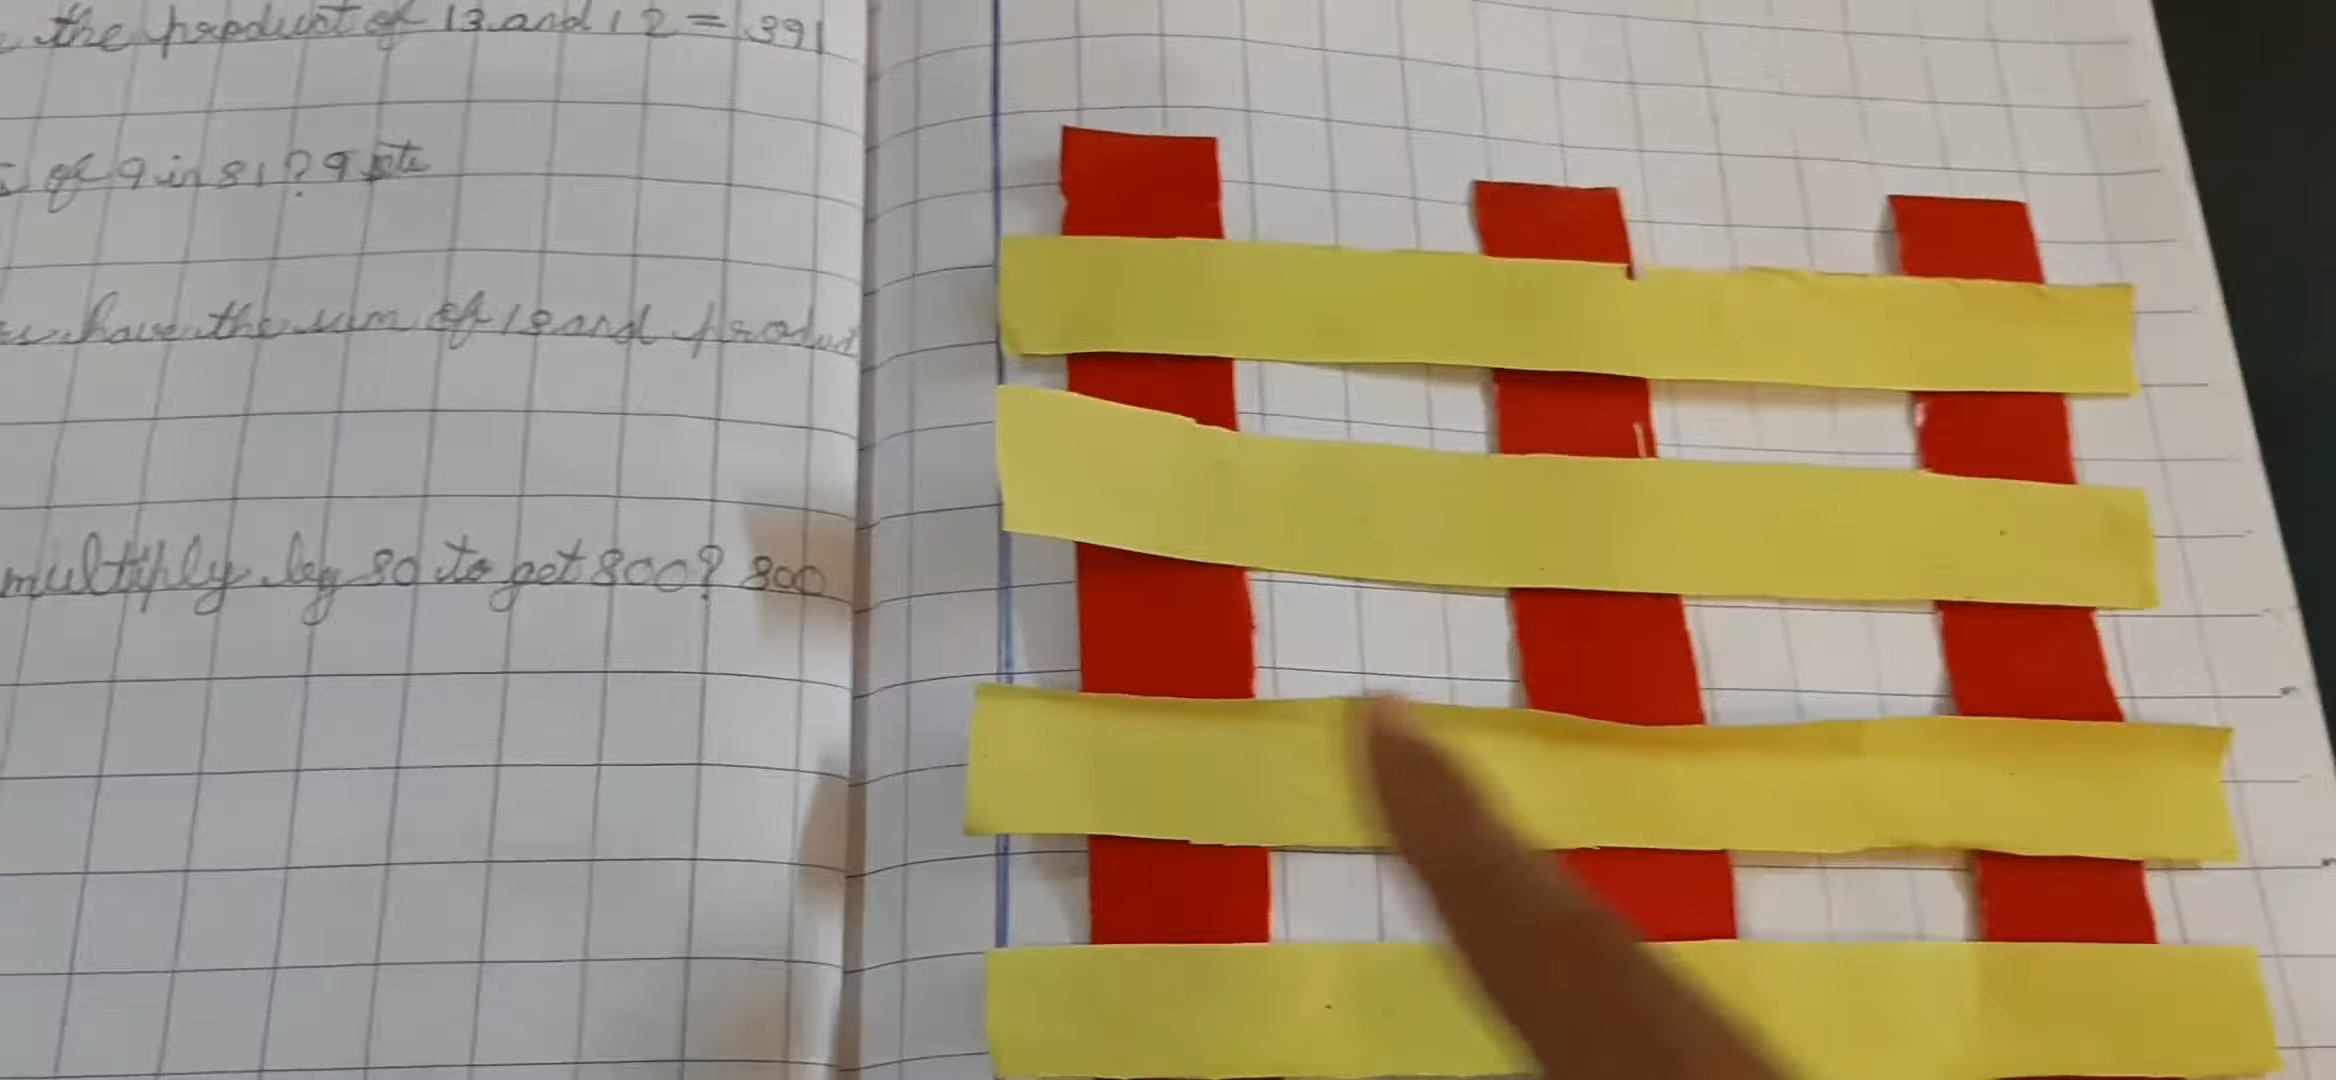 the product of 13 and 12 = 391
of 9 in 81? 9
have the sum of 18 and produc
multiply by 80 to get 800? 800